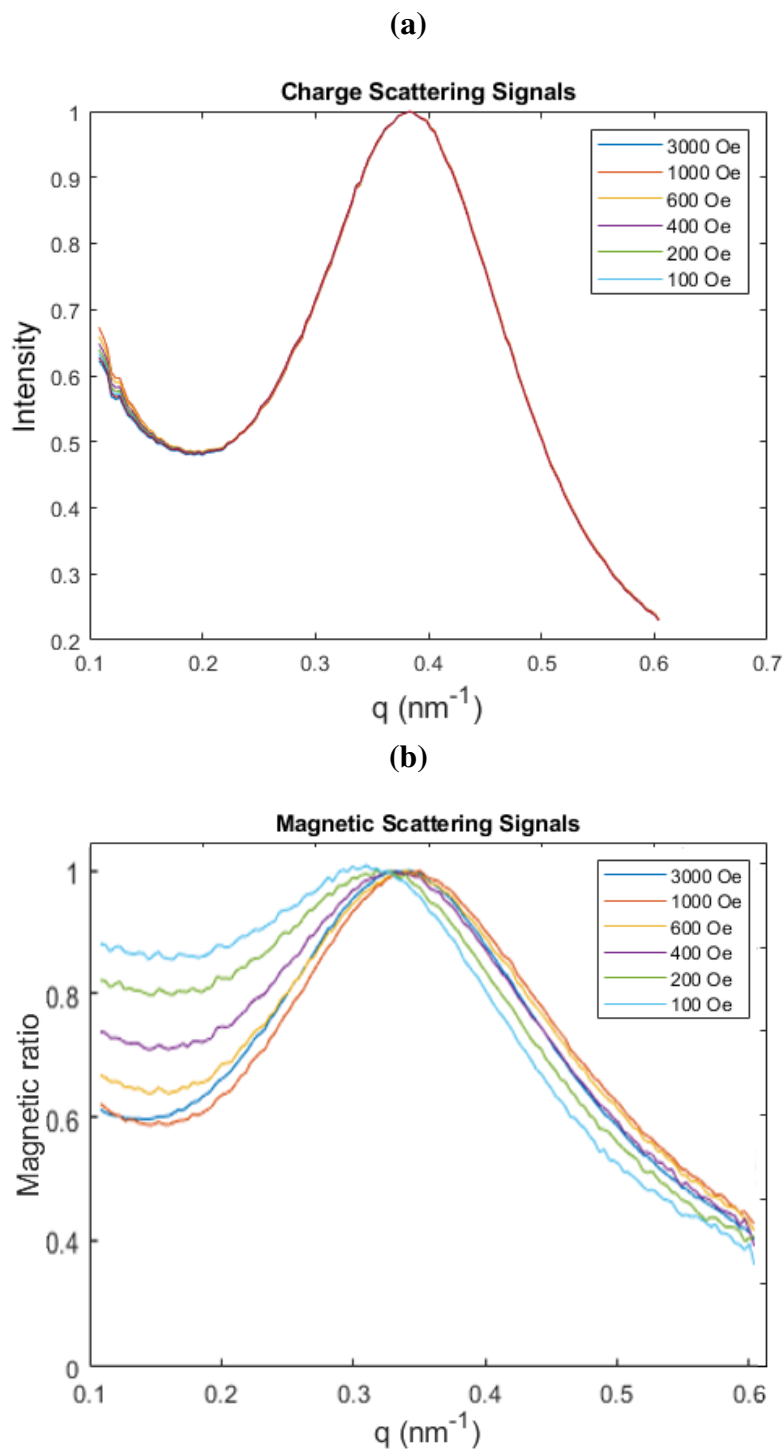 (a)
Charge Scattering Signals
1
0.9
0.8
0.7
0.6
0.5
0.4
0.3
0.2
Intensity
3000 Oe
1000 Oe
600 Oe
400 Oe
200 Oe
100 Oe
0.1 0.2 0.3 0.4 0.5 0.6 0.7
q (nm⁻¹)
(b)
Magnetic Scattering Signals
1
0.8
0.6
0.4
0.2
0
Magnetic ratio
3000 Oe
1000 Oe
600 Oe
400 Oe
200 Oe
100 Oe
0.1 0.2 0.3 0.4 0.5 0.6
q (nm⁻¹)